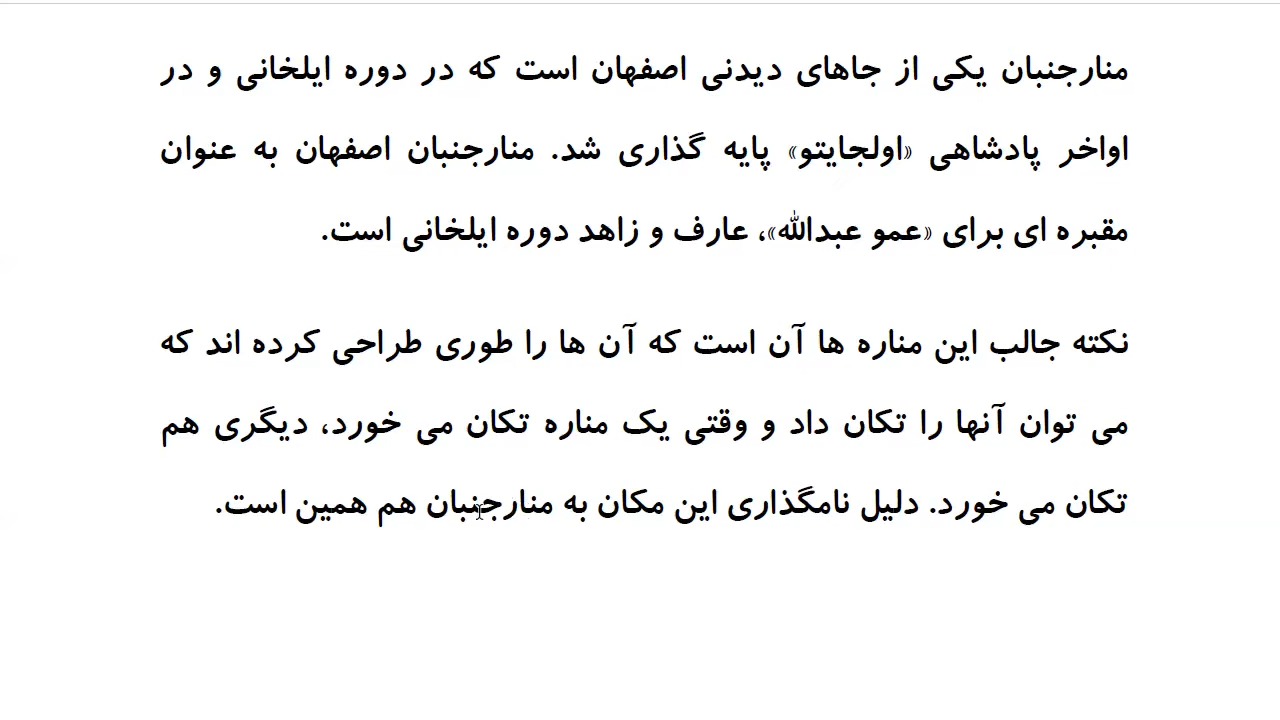 منارجنبان یکی از جاهای دیدنی اصفهان است که در دوره ایلخانی و در
اواخر پادشاهی «اولجایتو» پایه گذاری شد. منارجنبان اصفهان به عنوان
مقبره ای برای «عمو عبدالله»، عارف و زاهد دوره ایلخانی است.
نکته جالب این مناره ها آن است که آن ها را طوری طراحی کرده اند که
می توان آنها را تکان داد و وقتی یک مناره تکان می خورد، دیگری هم
تکان می خورد. دلیل نامگذاری این مکان به منارجنبان هم همین است.